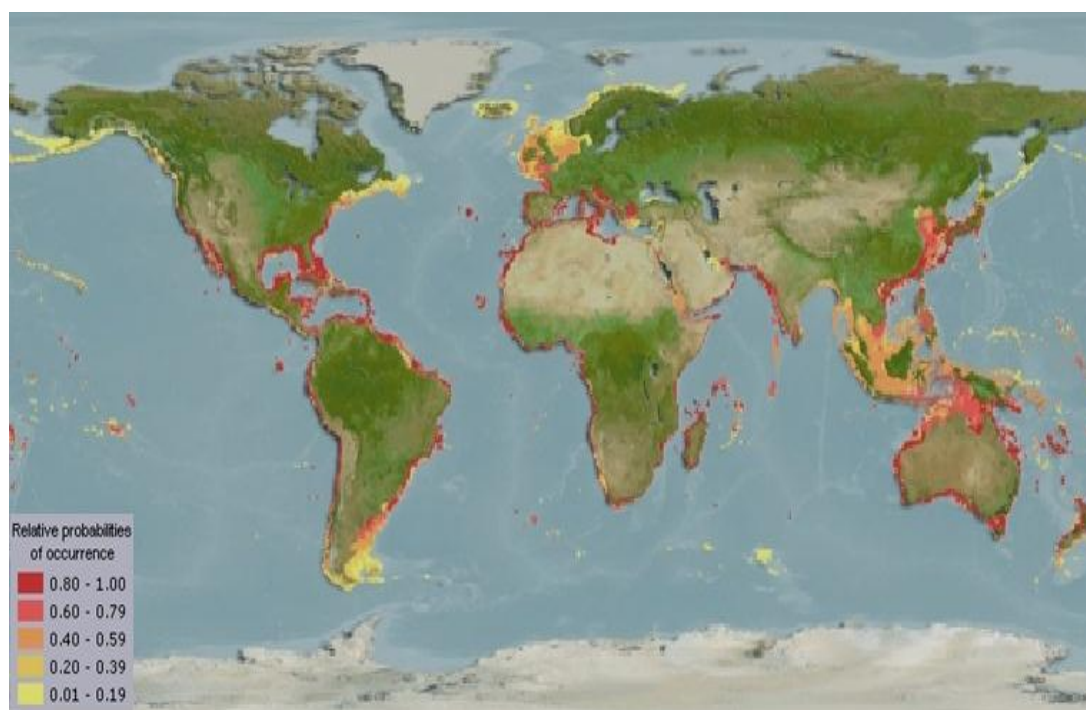 Relative probabilities
of occurrence
0.80 - 1.00
0.60 - 0.79
0.40 - 0.59
0.20 - 0.39
0.01 - 0.19